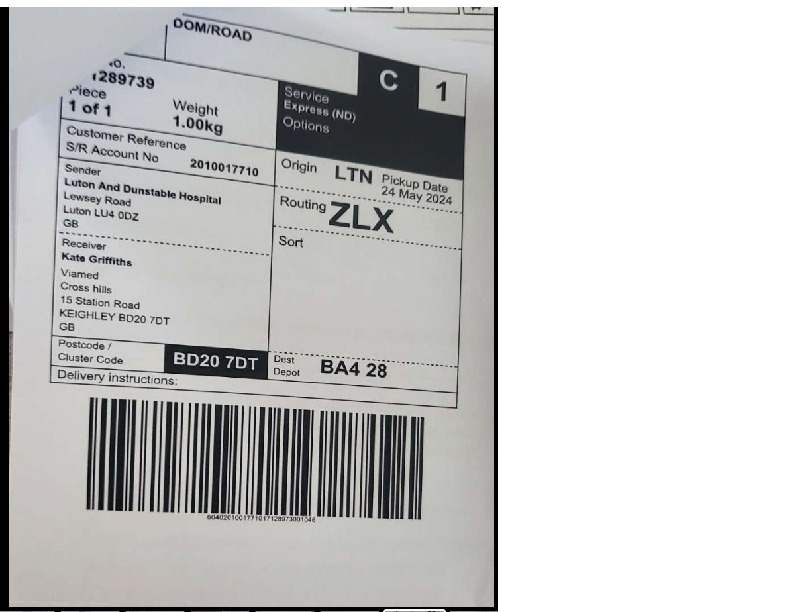 DOM/ROAD
C 1
1289739
Piece
1 of 1
Weight
1.00kg
Service
Express (ND)
Options
Customer Reference
S/R Account No 2010017710
Origin LTN
Pickup Date
24 May 2024
Sender
Luton And Dunstable Hospital
Lewsey Road
Luton LU4 0DZ
GB
Routing ZLX
Sort
Receiver
Kate Griffiths
Viamed
Cross hills
15 Station Road
KEIGHLEY BD20 7DT
GB
Postcode /
Cluster Code
BD20 7DT
Dest
Depot
BA4 28
Delivery instructions: